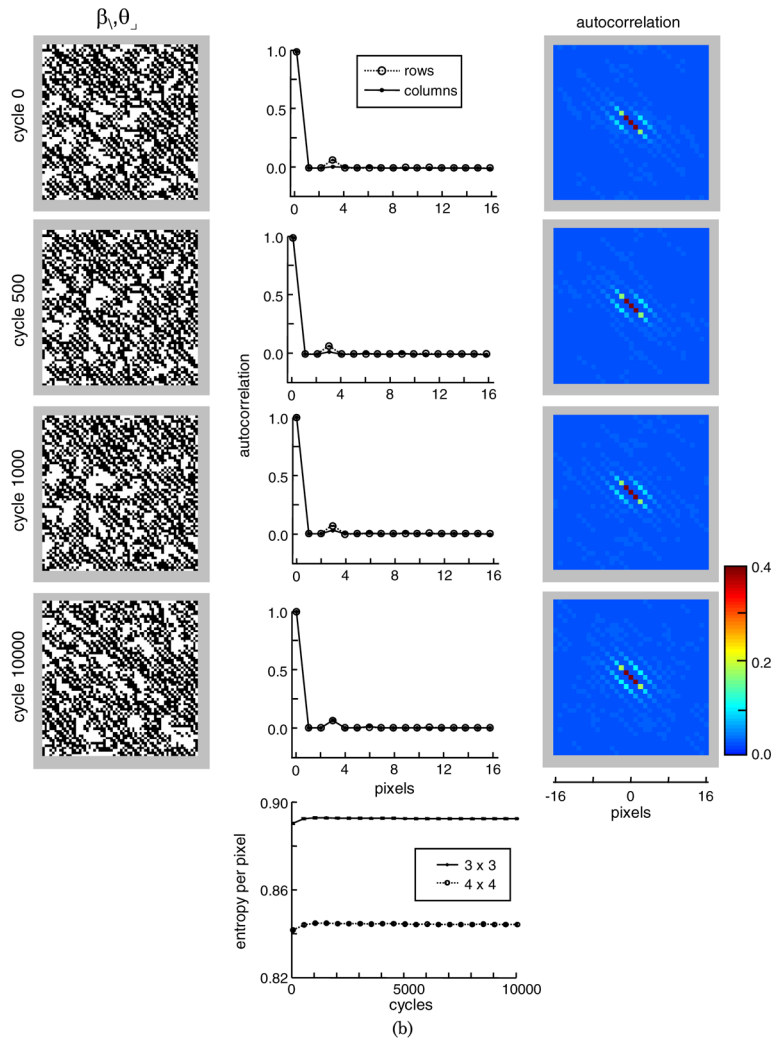 β\,θ⌟
autocorrelation
cycle 0
1.0
0.5
0.0
rows
columns
0 4 8 12 16
cycle 500
1.0
0.5
0.0
0 4 8 12 16
autocorrelation
cycle 1000
1.0
0.5
0.0
0 4 8 12 16
cycle 10000
1.0
0.5
0.0
0 4 8 12 16
pixels
0.4
0.2
0.0
-16 0 16
pixels
entropy per pixel
0.90
0.86
0.82
3 x 3
4 x 4
0 5000 10000
cycles
(b)